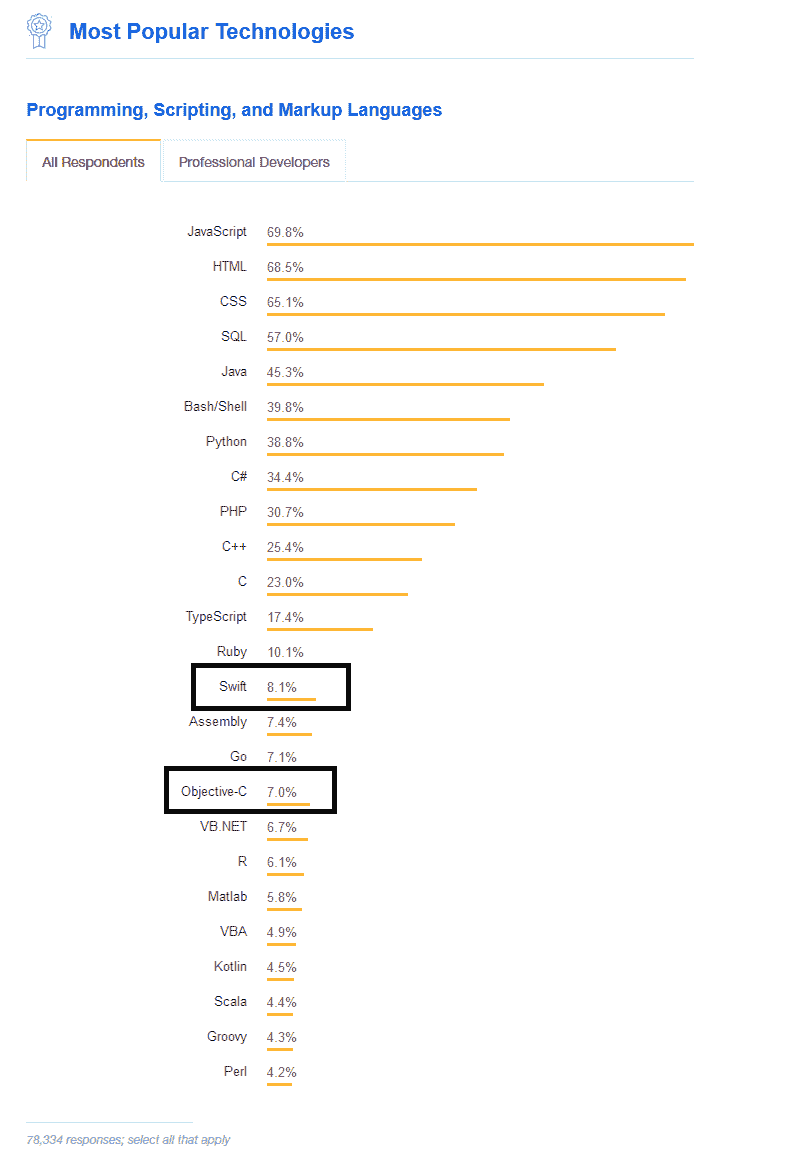 Most Popular Technologies
Programming, Scripting, and Markup Languages
All Respondents Professional Developers
JavaScript 69.8%
HTML 68.5%
CSS 65.1%
SQL 57.0%
Java 45.3%
Bash/Shell 39.8%
Python 38.8%
C# 34.4%
PHP 30.7%
C++ 25.4%
C 23.0%
TypeScript 17.4%
Ruby 10.1%
Swift 8.1%
Assembly 7.4%
Go 7.1%
Objective-C 7.0%
VB.NET 6.7%
R 6.1%
Matlab 5.8%
VBA 4.9%
Kotlin 4.5%
Scala 4.4%
Groovy 4.3%
Perl 4.2%
78,334 responses; select all that apply